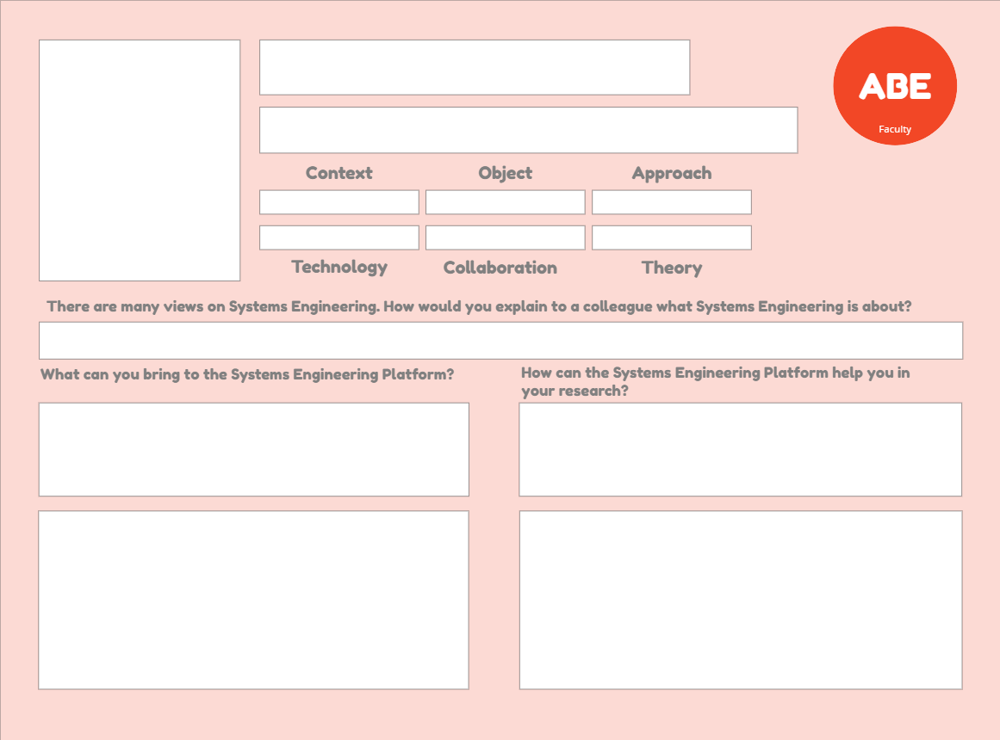 ABE
Faculty
Context Object Approach
Technology Collaboration Theory
There are many views on Systems Engineering. How would you explain to a colleague what Systems Engineering is about?
What can you bring to the Systems Engineering Platform?
How can the Systems Engineering Platform help you in
your research?